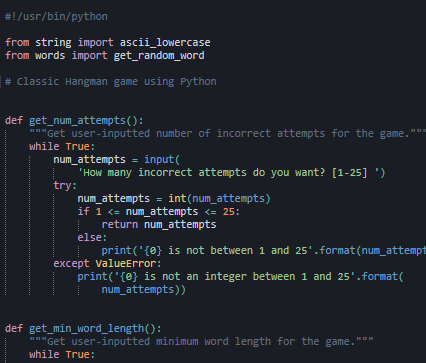 #!/usr/bin/python
from string import ascii_lowercase
from words import get_random_word
# Classic Hangman game using Python
def get_num_attempts():
"""Get user-inputted number of incorrect attempts for the game."""
while True:
num_attempts = input(
'How many incorrect attempts do you want? [1-25] ')
try:
num_attempts = int(num_attempts)
if 1 <= num_attempts <= 25:
return num_attempts
else:
print('{0} is not between 1 and 25'.format(num_attempt
except ValueError:
print('{0} is not an integer between 1 and 25'.format(
num_attempts))
def get_min_word_length():
"""Get user-inputted minimum word length for the game."""
while True: